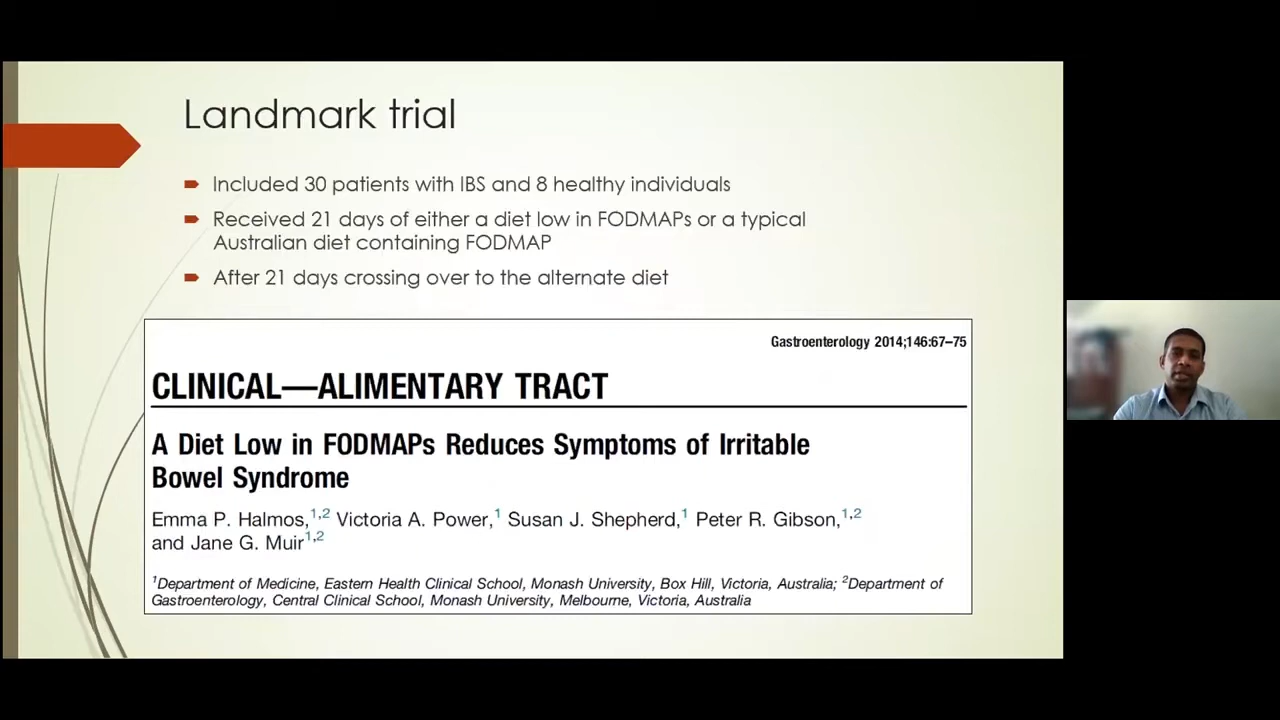 Landmark trial
Included 30 patients with IBS and 8 healthy individuals
Received 21 days of either a diet low in FODMAPs or a typical
Australian diet containing FODMAP
After 21 days crossing over to the alternate diet
Gastroenterology 2014;146:67–75
CLINICAL—ALIMENTARY TRACT
A Diet Low in FODMAPs Reduces Symptoms of Irritable
Bowel Syndrome
Emma P. Halmos,1,2 Victoria A. Power,1 Susan J. Shepherd,1 Peter R. Gibson,1,2
and Jane G. Muir1,2
1Department of Medicine, Eastern Health Clinical School, Monash University, Box Hill, Victoria, Australia; 2Department of
Gastroenterology, Central Clinical School, Monash University, Melbourne, Victoria, Australia